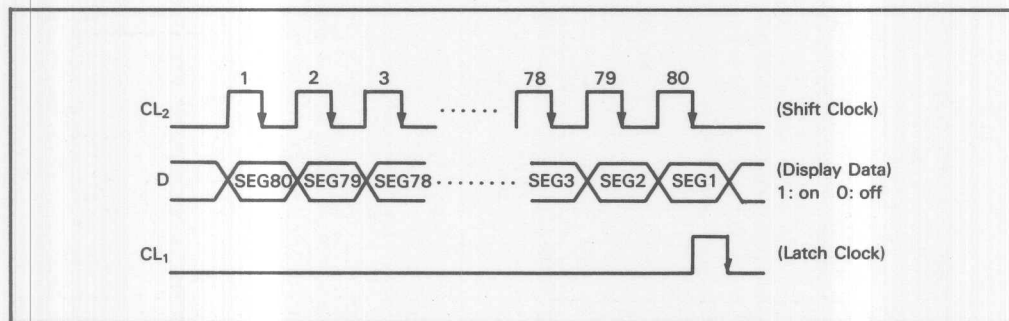 1 2 3 78 79 80
CL2 ...... (Shift Clock)
D SEG80 SEG79 SEG78 ......... SEG3 SEG2 SEG1 (Display Data)
1: on 0: off
CL1 (Latch Clock)